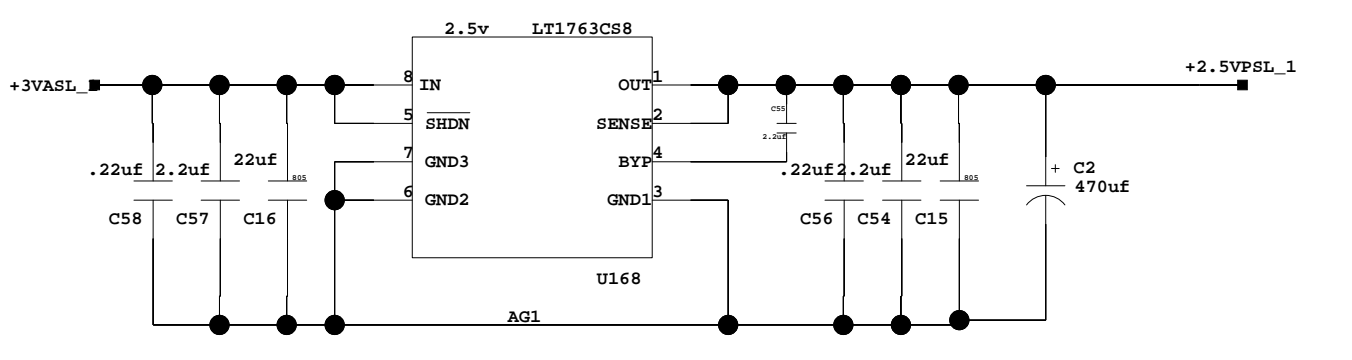 2.5v LT1763CS8
+3VASL_1 +2.5VPSL_1
8 IN OUT 1
5 SHDN SENSE 2
7 GND3 BYP 4
6 GND2 GND1 3
C55
2.2uf
.22uf 2.2uf 22uf 805
C58 C57 C16
.22uf 2.2uf 22uf 805
C56 C54 C15
+ C2
470uf
U168
AG1